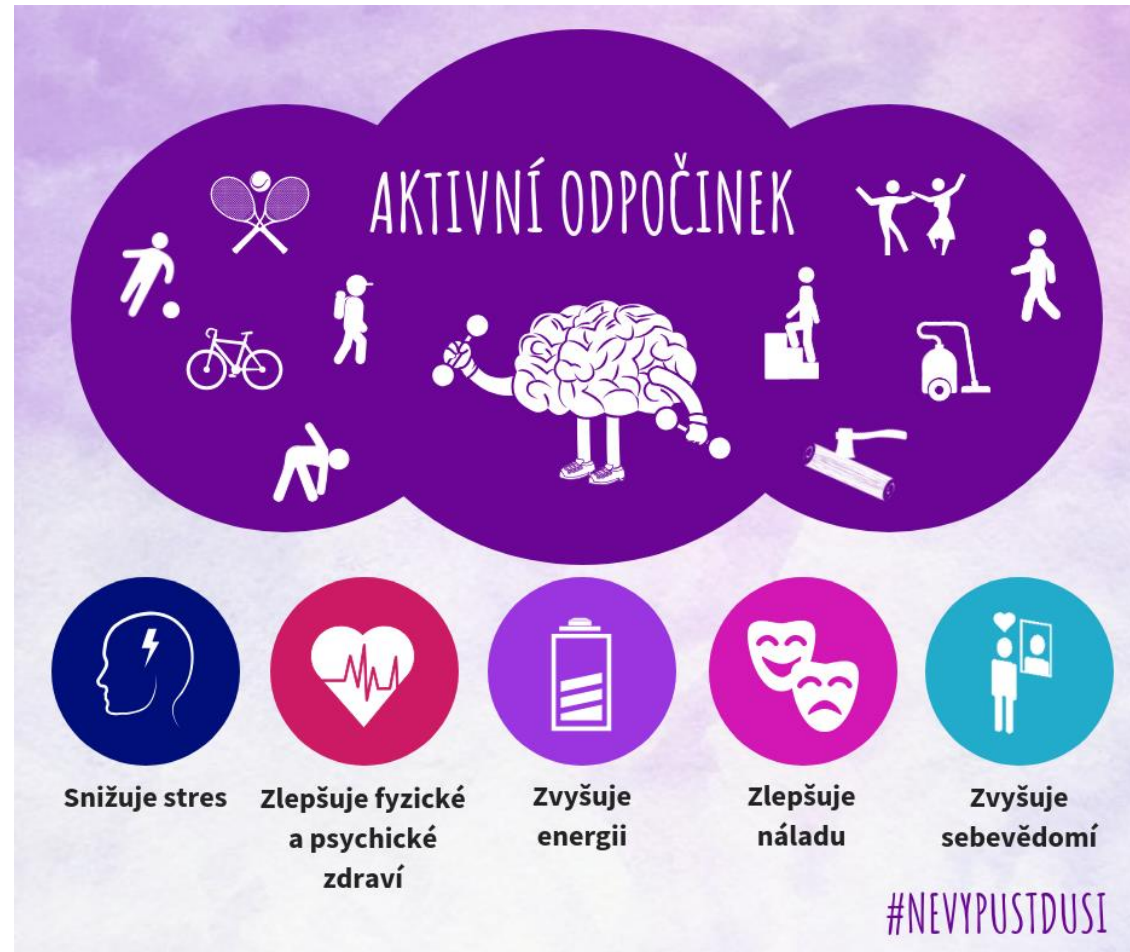 AKTIVNÍ ODPOČINEK
Snižuje stres
Zlepšuje fyzické
a psychické
zdraví
Zvyšuje
energii
Zlepšuje
náladu
Zvyšuje
sebevědomí
#NEVYPUSTDUSI